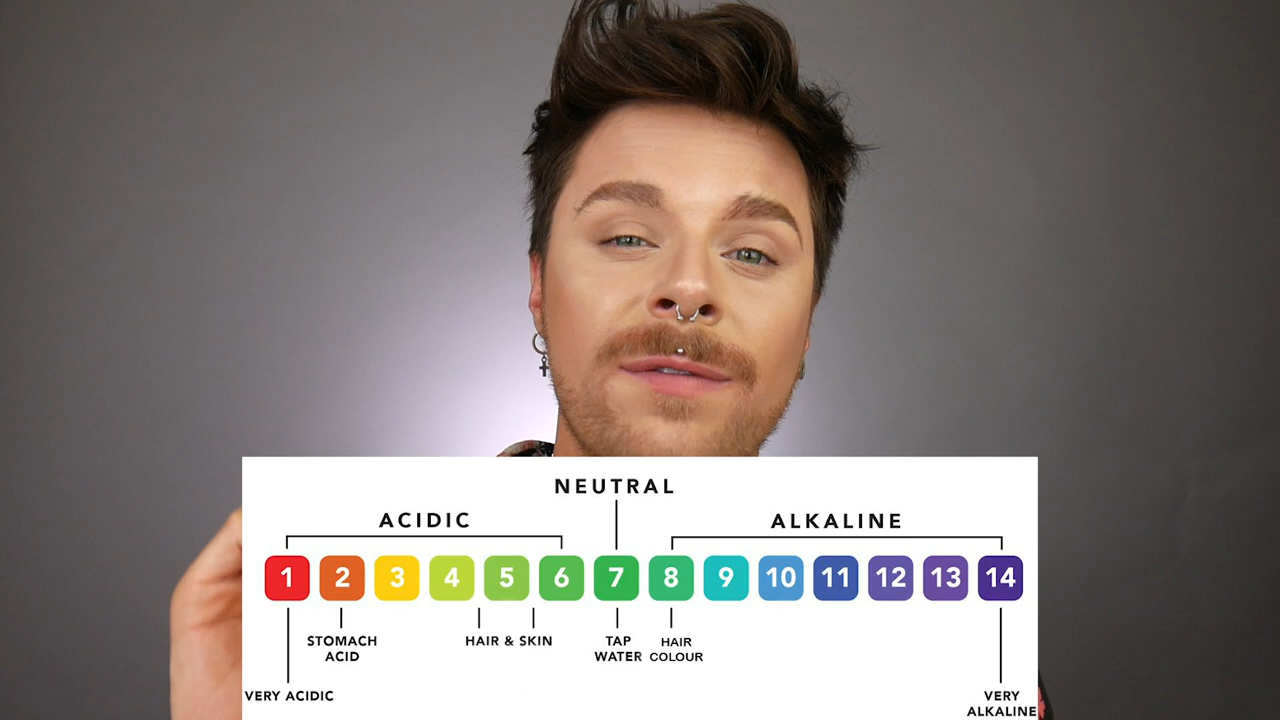 NEUTRAL
ACIDIC
ALKALINE
1 2 3 4 5 6 7 8 9 10 11 12 13 14
STOMACH
ACID
HAIR & SKIN
TAP
WATER
HAIR
COLOUR
VERY ACIDIC
VERY
ALKALINE